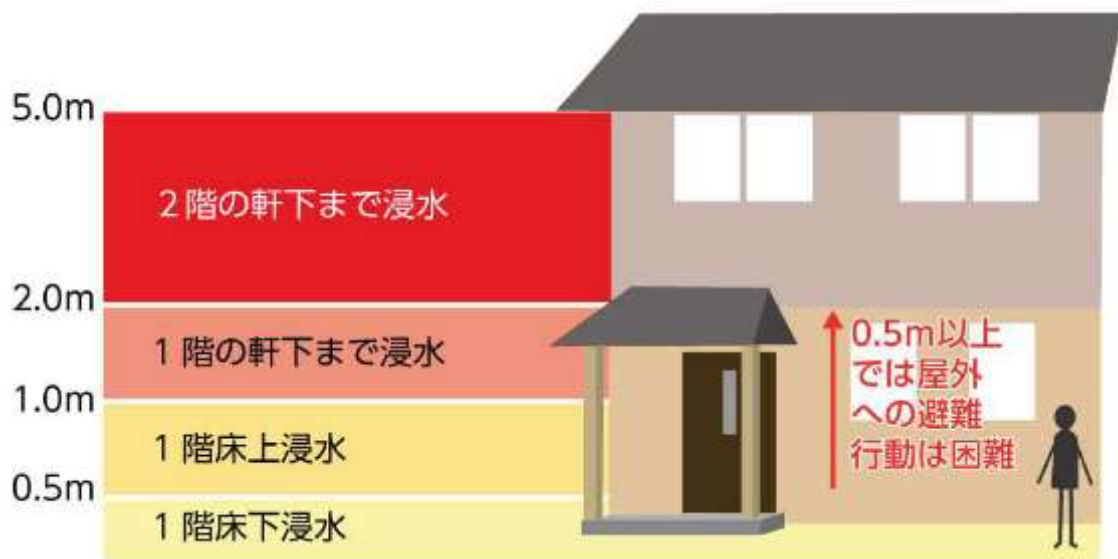 5.0m
2階の軒下まで浸水
2.0m
1階の軒下まで浸水
1.0m
1階床上浸水
0.5m
1階床下浸水
0.5m以上
では屋外
への避難
行動は困難